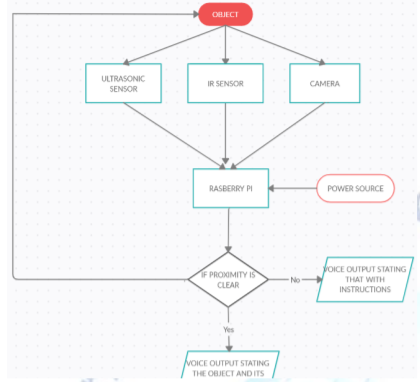 OBJECT
ULTRASONIC
SENSOR
IR SENSOR
CAMERA
RASBERRY PI
POWER SOURCE
IF PROXIMITY IS
CLEAR
No
VOICE OUTPUT STATING
THAT WITH
INSTRUCTIONS
Yes
VOICE OUTPUT STATING
THE OBJECT AND ITS